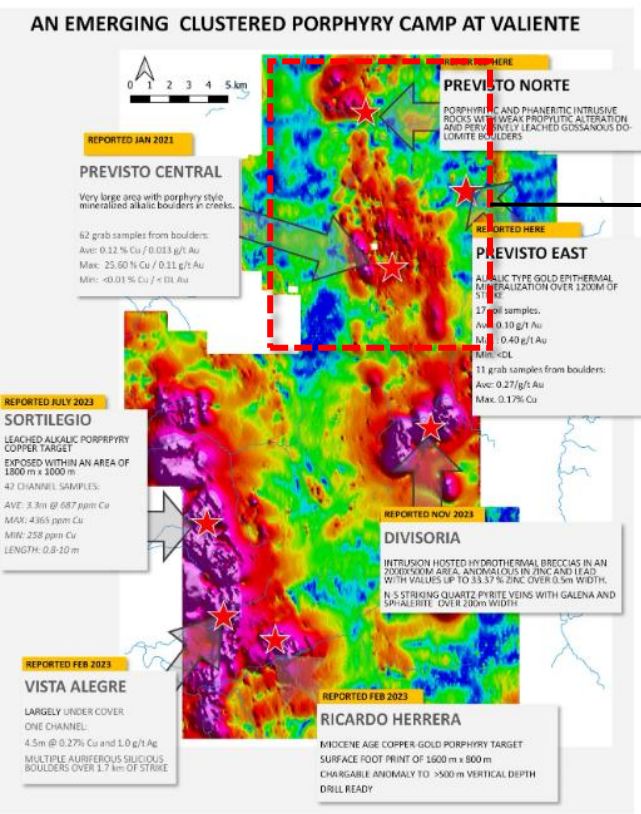 AN EMERGING CLUSTERED PORPHYRY CAMP AT VALIENTE
0 1 2 3 4 5 km
REPORTED HERE
PREVISTO NORTE
PORPHYRITIC AND PHANERITIC INTRUSIVE
ROCKS WITH WEAK PROPYLITIC ALTERATION
AND PERVASIVELY LEACHED GOSSANOUS DO-
LOMITE BOULDERS
REPORTED JAN 2021
PREVISTO CENTRAL
Very large area with porphyry style
mineralized alkalic boulders in creeks.
62 grab samples from boulders:
Ave: 0.12 % Cu / 0.013 g/t Au
Max: 25.60 % Cu / 0.11 g/t Au
Min: <0.01 % Cu / < DL Au
REPORTED HERE
PREVISTO EAST
ALKALIC TYPE GOLD EPITHERMAL
MINERALIZATION OVER 1200M OF
STRIKE
17 soil samples.
Ave: 0.10 g/t Au
Max: 0.40 g/t Au
Min: <DL
11 grab samples from boulders:
Ave: 0.27/g/t Au
Max. 0.17% Cu
REPORTED JULY 2023
SORTILEGIO
LEACHED ALKALIC PORPRPYRY
COPPER TARGET
EXPOSED WITHIN AN AREA OF
1800 m x 1000 m
42 CHANNEL SAMPLES:
AVE: 3.3m @ 687 ppm Cu
MAX: 4365 ppm Cu
MIN: 258 ppm Cu
LENGTH: 0.8-10 m
REPORTED NOV 2023
DIVISORIA
INTRUSION HOSTED HYDROTHERMAL BRECCIAS IN AN
2000X500M AREA. ANOMALOUS IN ZINC AND LEAD
WITH VALUES UP TO 33.37 % ZINC OVER 0.5m WIDTH.
N-S STRIKING QUARTZ-PYRITE VEINS WITH GALENA AND
SPHALERITE OVER 200m WIDTH
REPORTED FEB 2023
VISTA ALEGRE
LARGELY UNDER COVER
ONE CHANNEL:
4.5m @ 0.27% Cu and 1.0 g/t Ag
MULTIPLE AURIFEROUS SILICIOUS
BOULDERS OVER 1.7 km OF STRIKE
REPORTED FEB 2023
RICARDO HERRERA
MIOCENE AGE COPPER-GOLD PORPHYRY TARGET
SURFACE FOOT PRINT OF 1600 m x 800 m
CHARGABLE ANOMALY TO >500 m VERTICAL DEPTH
DRILL READY